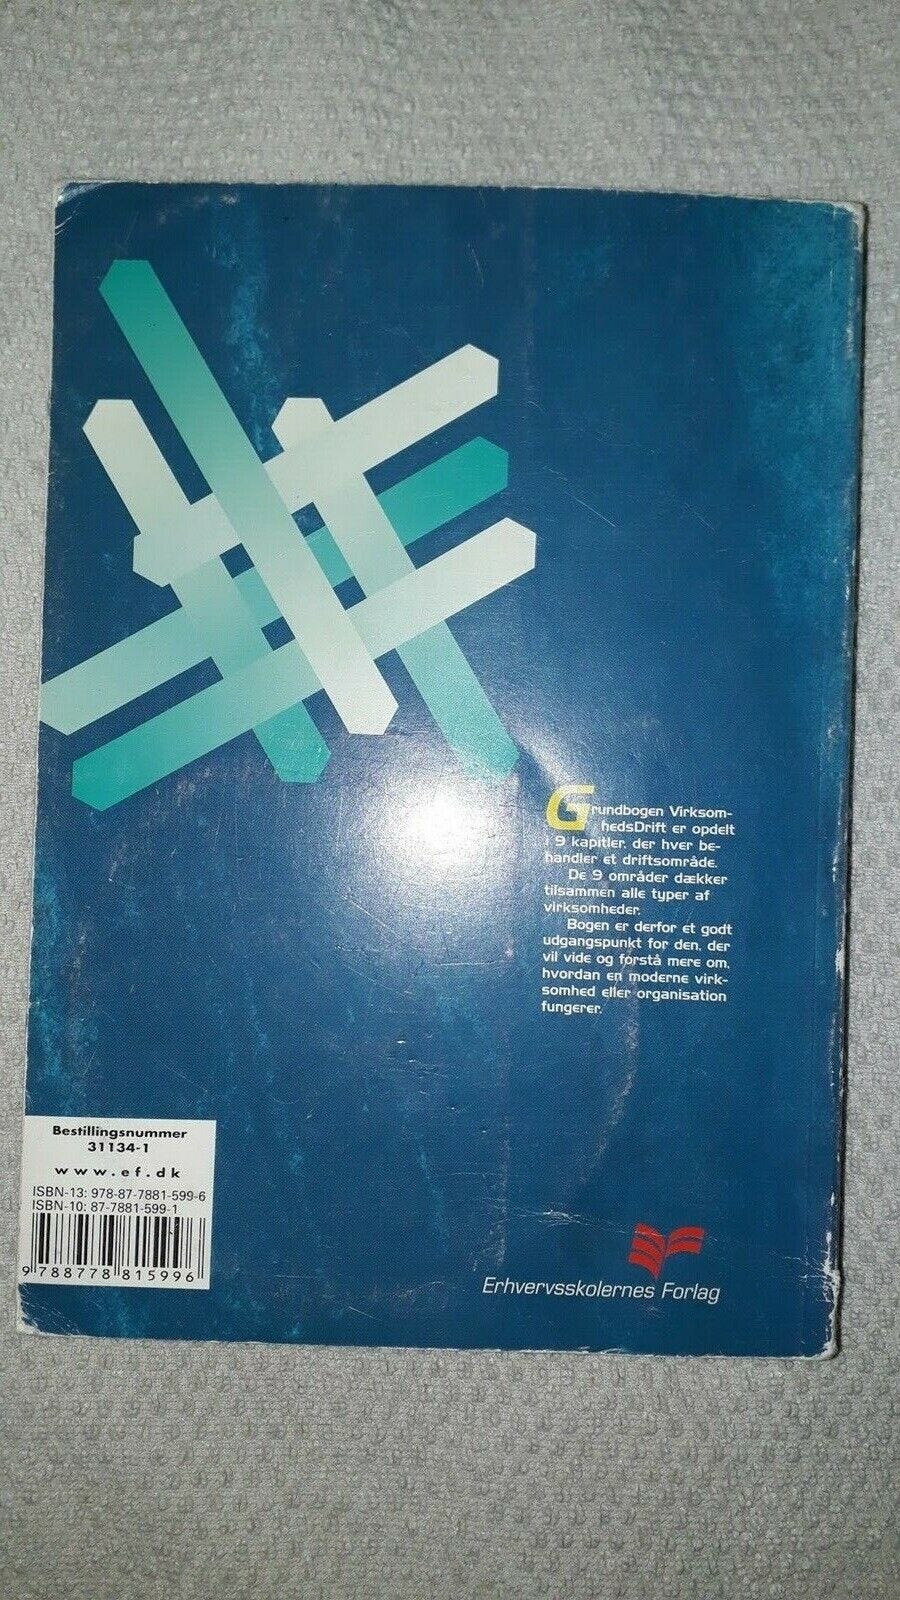 Grundbogen Virksom-
hedsDrift er opdelt
i 9 kapitler, der hver be-
handler et driftsområde.
De 9 områder dækker
tilsammen alle typer af
virksomheder.
Bogen er derfor et godt
udgangspunkt for den, der
vil vide og forstå mere om,
hvordan en moderne virk-
somhed eller organisation
fungerer.
Bestillingsnummer
31134-1
www.ef.dk
ISBN-13: 978-87-7881-599-6
ISBN-10: 87-7881-599-1
9 788778 815996
Erhvervsskolernes Forlag